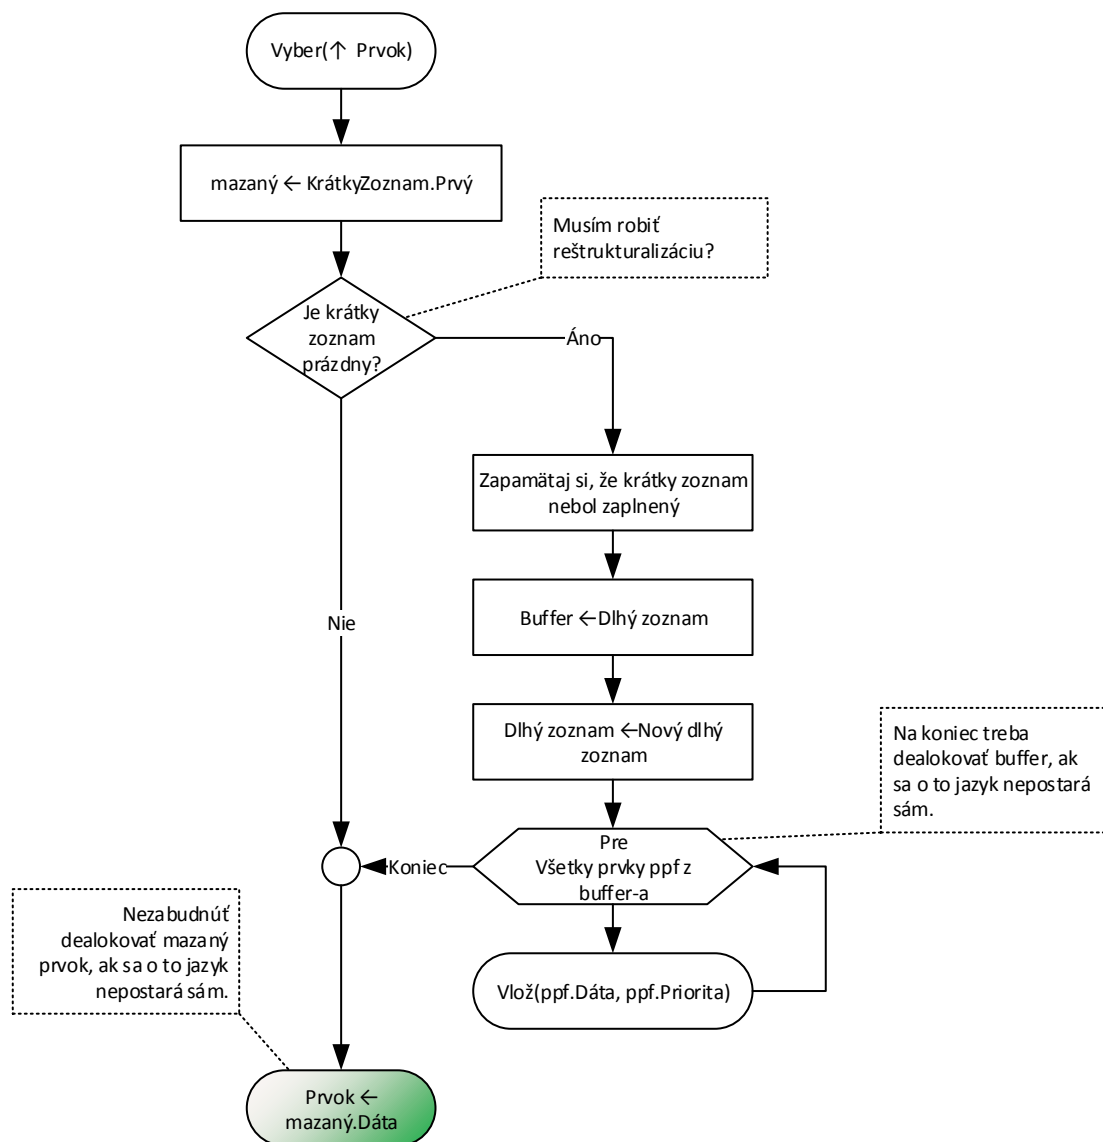 Vyber(↑ Prvok)
mazaný ← KrátkyZoznam.Prvý
Musím robiť
reštrukturalizáciu?
Je krátky
zoznam
prázdny?
Áno
Zapamätaj si, že krátky zoznam
nebol zaplnený
Buffer ←Dlhý zoznam
Nie
Dlhý zoznam ←Nový dlhý
zoznam
Na koniec treba
dealokovať buffer, ak
sa o to jazyk nepostará
sám.
Pre
Všetky prvky ppf z
buffer-a
Koniec
Nezabudnúť
dealokovať mazaný
prvok, ak sa o to jazyk
nepostará sám.
Vlož(ppf.Dáta, ppf.Priorita)
Prvok ←
mazaný.Dáta